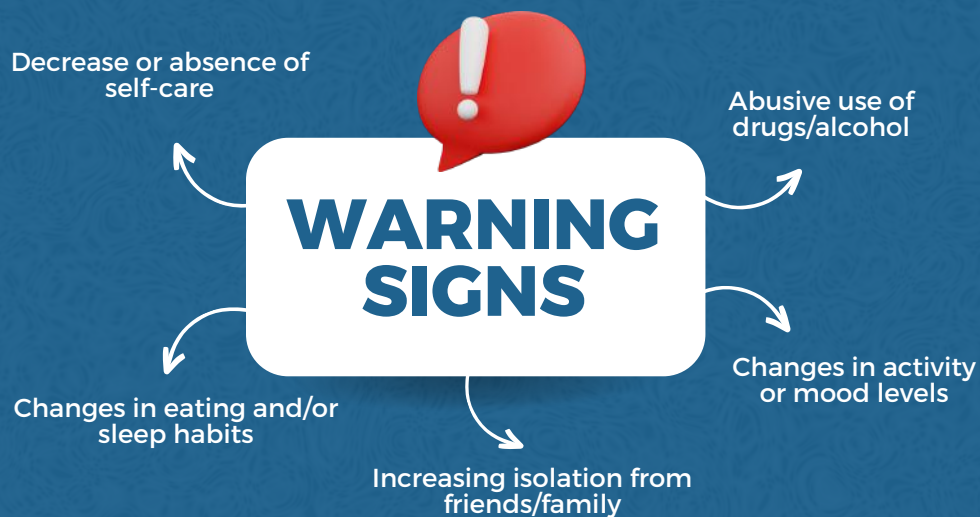 Decrease or absence of
self-care
Abusive use of
drugs/alcohol
WARNING
SIGNS
Changes in eating and/or
sleep habits
Changes in activity
or mood levels
Increasing isolation from
friends/family